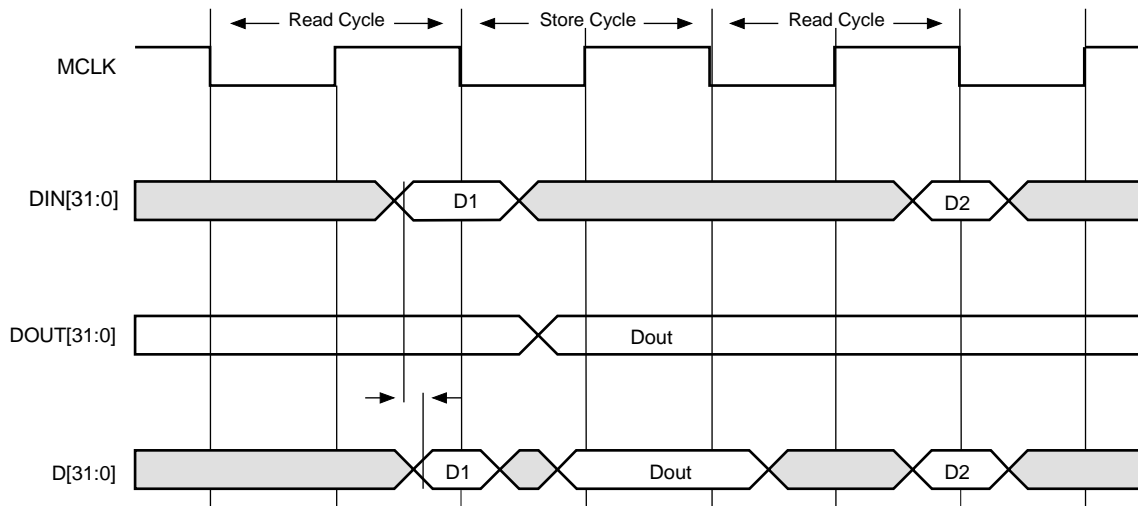 Read Cycle Store Cycle Read Cycle
MCLK
DIN[31:0] D1 D2
DOUT[31:0] Dout
D[31:0] D1 Dout D2